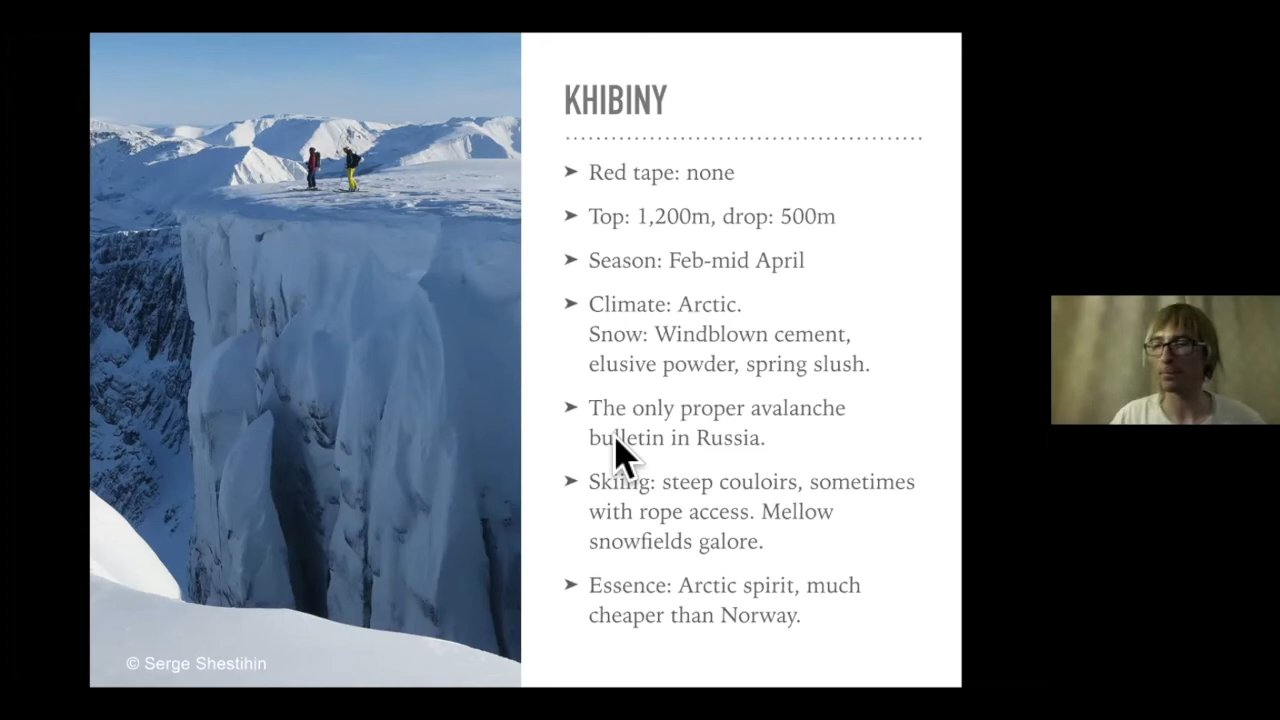 KHIBINY
➤ Red tape: none
➤ Top: 1,200m, drop: 500m
➤ Season: Feb-mid April
➤ Climate: Arctic.
Snow: Windblown cement,
elusive powder, spring slush.
➤ The only proper avalanche
bulletin in Russia.
➤ Skiing: steep couloirs, sometimes
with rope access. Mellow
snowfields galore.
➤ Essence: Arctic spirit, much
cheaper than Norway.
© Serge Shestihin